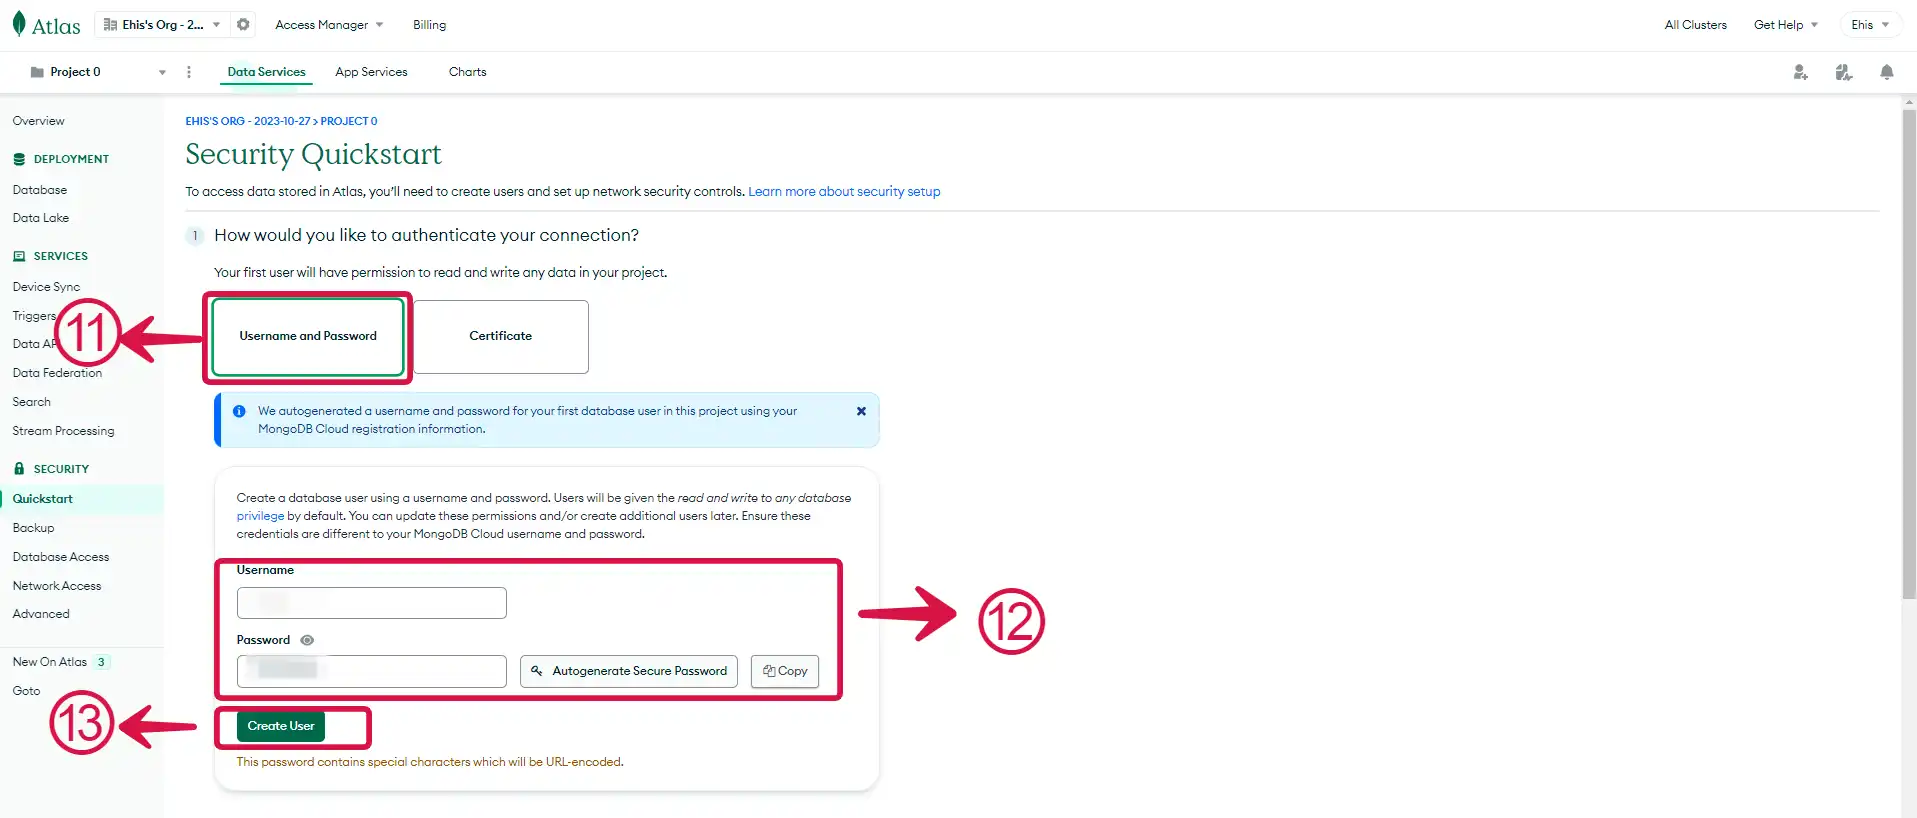 Atlas
Ehis's Org - 2...
Access Manager
Billing
All Clusters
Get Help
Ehis
Project 0
Data Services
App Services
Charts
Overview
DEPLOYMENT
Database
Data Lake
SERVICES
Device Sync
Triggers
Data AP
Data Federation
Search
Stream Processing
SECURITY
Quickstart
Backup
Database Access
Network Access
Advanced
New On Atlas 3
Goto
EHIS'S ORG - 2023-10-27 > PROJECT 0
Security Quickstart
To access data stored in Atlas, you'll need to create users and set up network security controls. Learn more about security setup
1 How would you like to authenticate your connection?
Your first user will have permission to read and write any data in your project.
11
Username and Password
Certificate
We autogenerated a username and password for your first database user in this project using your
MongoDB Cloud registration information.
Create a database user using a username and password. Users will be given the read and write to any database
privilege by default. You can update these permissions and/or create additional users later. Ensure these
credentials are different to your MongoDB Cloud username and password.
Username
12
Password
Autogenerate Secure Password
Copy
13
Create User
This password contains special characters which will be URL-encoded.